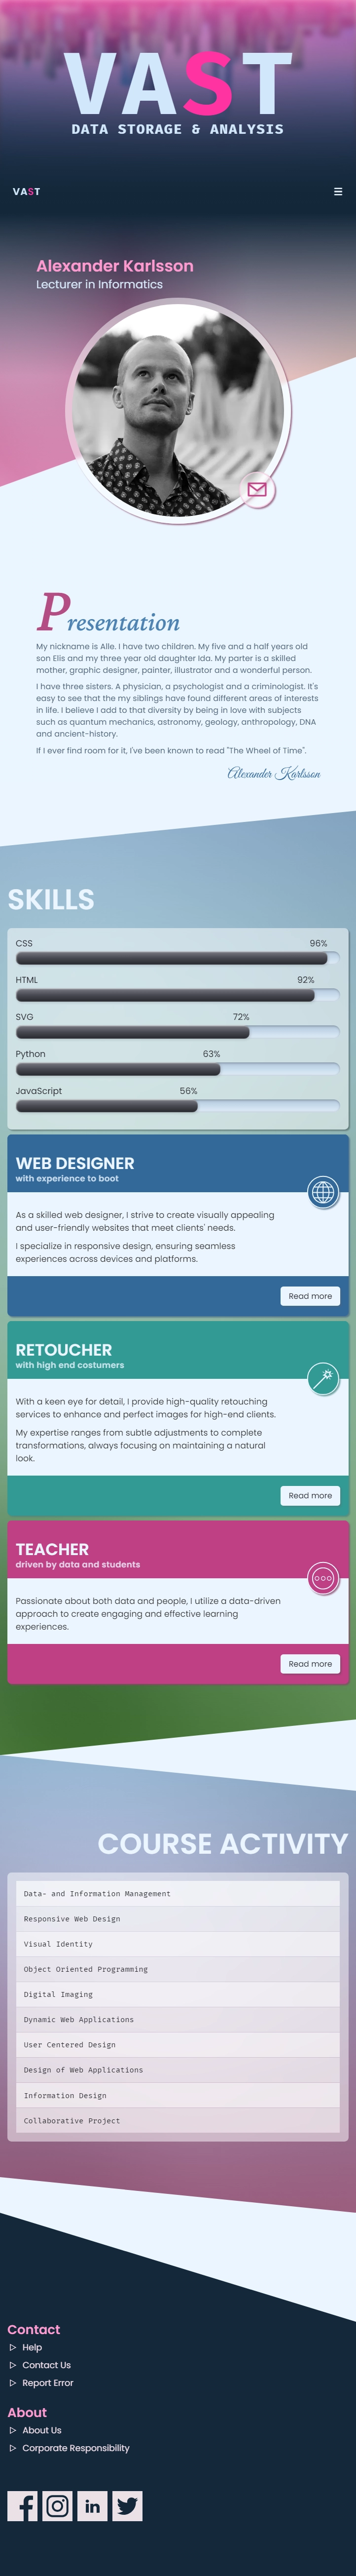 VAST
DATA STORAGE & ANALYSIS
VAST
Alexander Karlsson
Lecturer in Informatics
Presentation
My nickname is Alle. I have two children. My five and a half years old
son Elis and my three year old daughter Ida. My parter is a skilled
mother, graphic designer, painter, illustrator and a wonderful person.
I have three sisters. A physician, a psychologist and a criminologist. It's
easy to see that the my siblings have found different areas of interests
in life. I believe I add to that diversity by being in love with subjects
such as quantum mechanics, astronomy, geology, anthropology, DNA
and ancient-history.
If I ever find room for it, I've been known to read "The Wheel of Time".
Alexander Karlsson
SKILLS
CSS 96%
HTML 92%
SVG 72%
Python 63%
JavaScript 56%
WEB DESIGNER
with experience to boot
As a skilled web designer, I strive to create visually appealing
and user-friendly websites that meet clients' needs.
I specialize in responsive design, ensuring seamless
experiences across devices and platforms.
Read more
RETOUCHER
with high end costumers
With a keen eye for detail, I provide high-quality retouching
services to enhance and perfect images for high-end clients.
My expertise ranges from subtle adjustments to complete
transformations, always focusing on maintaining a natural
look.
Read more
TEACHER
driven by data and students
Passionate about both data and people, I utilize a data-driven
approach to create engaging and effective learning
experiences.
Read more
COURSE ACTIVITY
Data- and Information Management
Responsive Web Design
Visual Identity
Object Oriented Programming
Digital Imaging
Dynamic Web Applications
User Centered Design
Design of Web Applications
Information Design
Collaborative Project
Contact
Help
Contact Us
Report Error
About
About Us
Corporate Responsibility